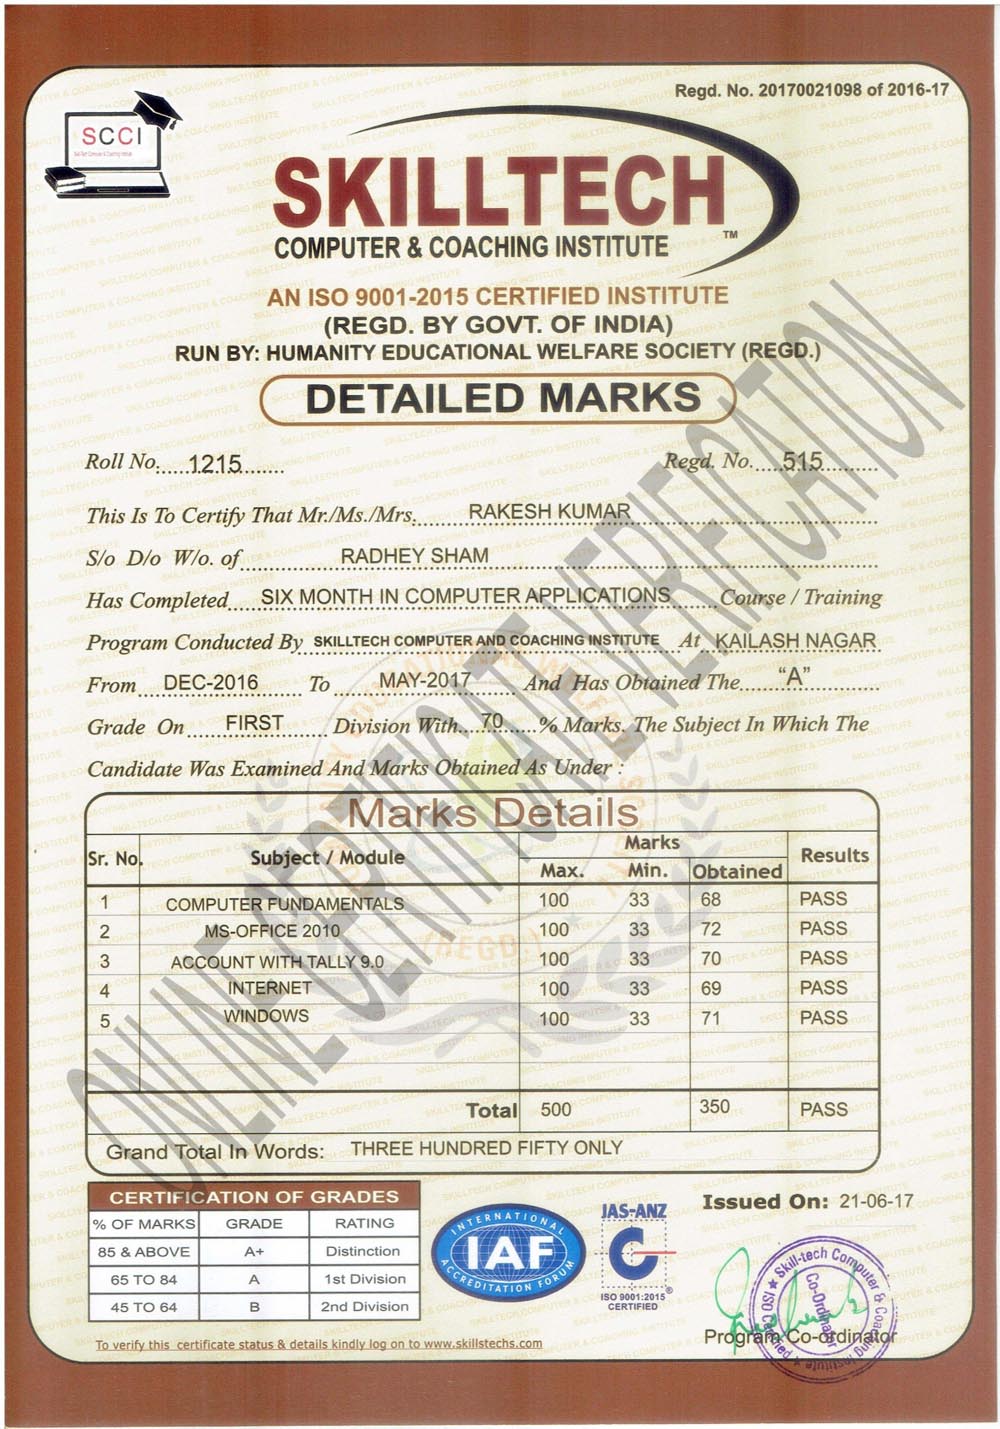 Regd. No. 20170021098 of 2016-17
SCCI
SKILLTECH
TM
COMPUTER & COACHING INSTITUTE
AN ISO 9001-2015 CERTIFIED INSTITUTE
(REGD. BY GOVT. OF INDIA)
RUN BY: HUMANITY EDUCATIONAL WELFARE SOCIETY (REGD.)
DETAILED MARKS
Roll No. 1215 Regd. No. 515
This Is To Certify That Mr./Ms./Mrs. RAKESH KUMAR
S/o D/o W/o. of RADHEY SHAM
Has Completed SIX MONTH IN COMPUTER APPLICATIONS Course / Training
Program Conducted By SKILLTECH COMPUTER AND COACHING INSTITUTE At KAILASH NAGAR
From DEC-2016 To MAY-2017 And Has Obtained The "A"
Grade On FIRST Division With 70 % Marks. The Subject In Which The
Candidate Was Examined And Marks Obtained As Under :
ONLINE CERTIFICATE VERIFICATION
Marks Details
Sr. No. Subject / Module Marks Results
Max. Min. Obtained
1 COMPUTER FUNDAMENTALS 100 33 68 PASS
2 MS-OFFICE 2010 100 33 72 PASS
3 ACCOUNT WITH TALLY 9.0 100 33 70 PASS
4 INTERNET 100 33 69 PASS
5 WINDOWS 100 33 71 PASS
Total 500 350 PASS
Grand Total In Words: THREE HUNDRED FIFTY ONLY
CERTIFICATION OF GRADES
% OF MARKS GRADE RATING
85 & ABOVE A+ Distinction
65 TO 84 A 1st Division
45 TO 64 B 2nd Division
INTERNATIONAL
IAF
ACCREDITATION FORUM
JAS-ANZ
®
ISO 9001:2015
CERTIFIED
Issued On: 21-06-17
Skill-tech Computer & Coaching Institute
Co-Ordinator
Program Co-ordinator
To verify this certificate status & details kindly log on to www.skillstechs.com